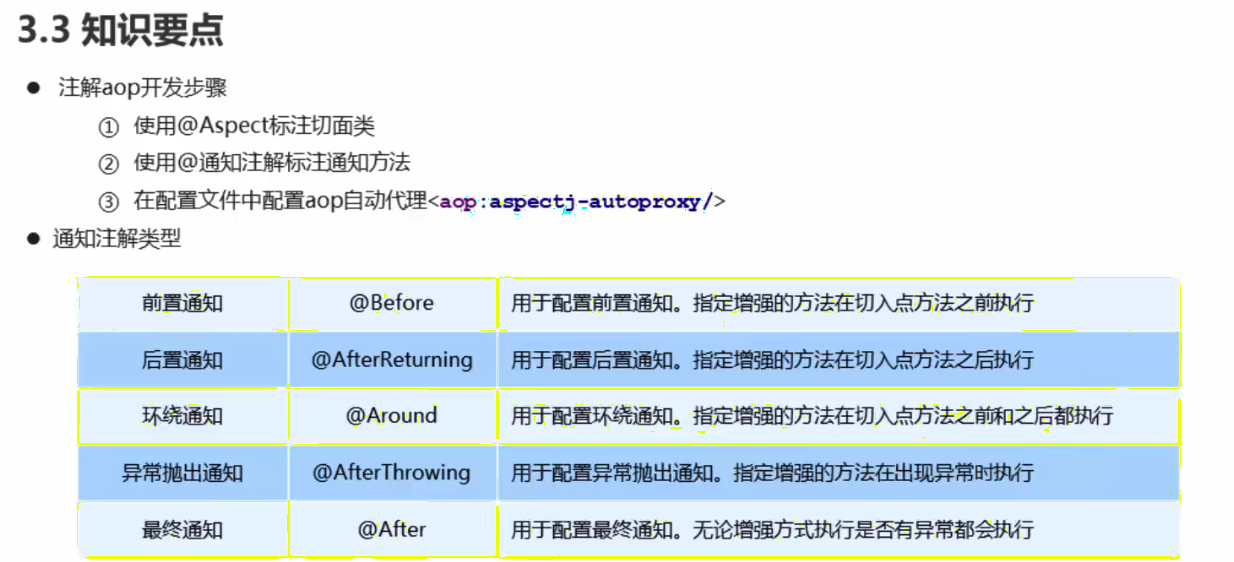 3.3 知识要点
● 注解aop开发步骤
① 使用@Aspect标注切面类
② 使用@通知注解标注通知方法
③ 在配置文件中配置aop自动代理<aop:aspectj-autoproxy/>
● 通知注解类型
前置通知 @Before 用于配置前置通知。指定增强的方法在切入点方法之前执行
后置通知 @AfterReturning 用于配置后置通知。指定增强的方法在切入点方法之后执行
环绕通知 @Around 用于配置环绕通知。指定增强的方法在切入点方法之前和之后都执行
异常抛出通知 @AfterThrowing 用于配置异常抛出通知。指定增强的方法在出现异常时执行
最终通知 @After 用于配置最终通知。无论增强方式执行是否有异常都会执行